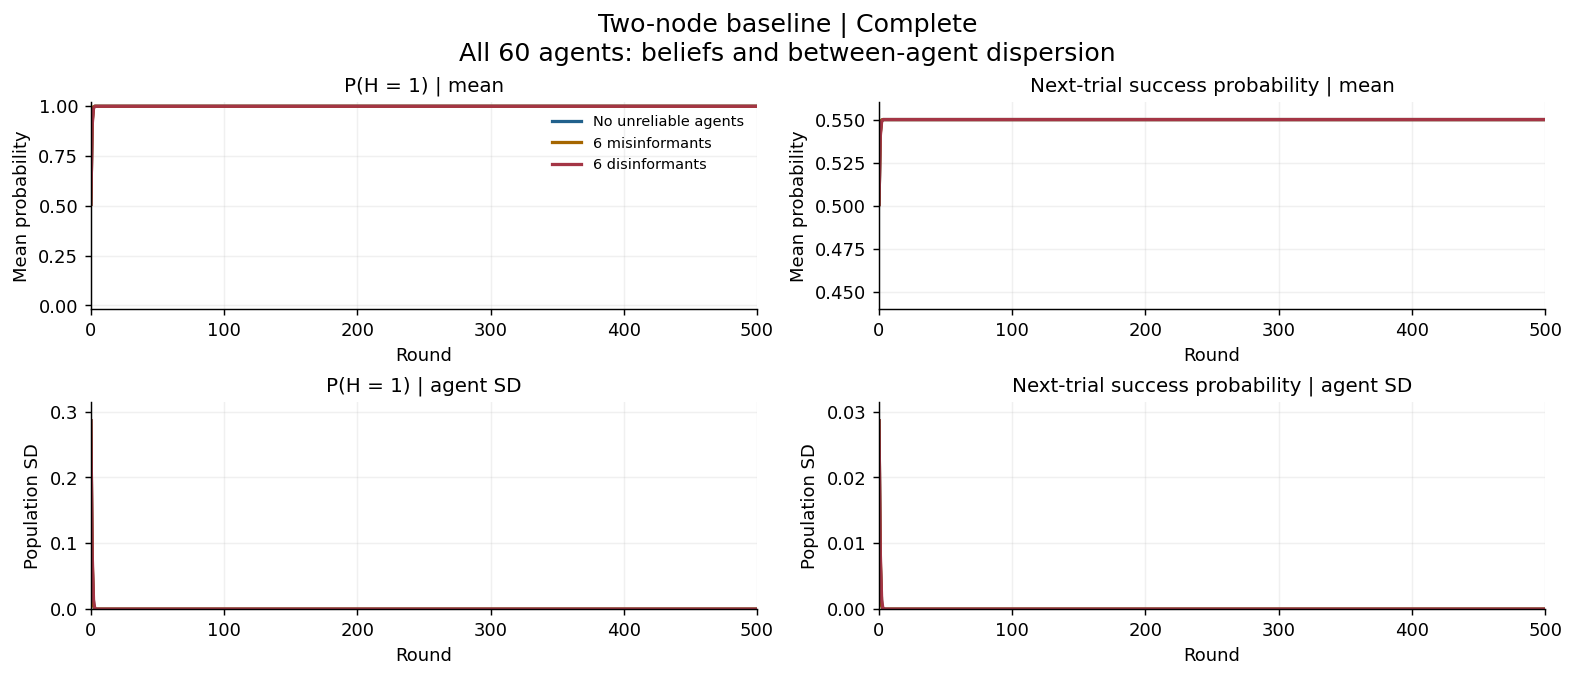 Two-node baseline | Complete
All 60 agents: beliefs and between-agent dispersion
P(H = 1) | mean
Mean probability
1.00
0.75
0.50
0.25
0.00
No unreliable agents
6 misinformants
6 disinformants
0 100 200 300 400 500
Round
Next-trial success probability | mean
Mean probability
0.550
0.525
0.500
0.475
0.450
0 100 200 300 400 500
Round
P(H = 1) | agent SD
Population SD
0.3
0.2
0.1
0.0
0 100 200 300 400 500
Round
Next-trial success probability | agent SD
Population SD
0.03
0.02
0.01
0.00
0 100 200 300 400 500
Round